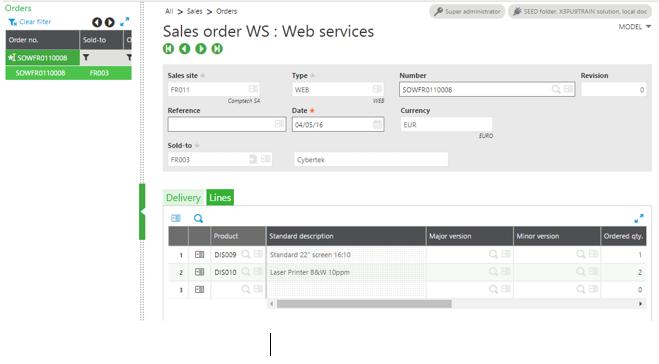 Orders
Clear filter
Order no. Sold-to O
SOWFR0110008
SOWFR0110008 FR003
All > Sales > Orders
Super administrator
SEED folder, X3PU9TRAIN solution, local doc
Sales order WS : Web services
MODEL
Sales site * Type * Number Revision
FR011 WEB SOWFR0110008 0
Comptech SA WEB
Reference Date * Currency
04/05/16 EUR
EURO
Sold-to *
FR003 Cybertek
Delivery Lines
Product Standard description Major version Minor version Ordered qty.
1 DIS009 Standard 22" screen 16:10 1
2 DIS010 Laser Printer B&W 10ppm 2
3 0